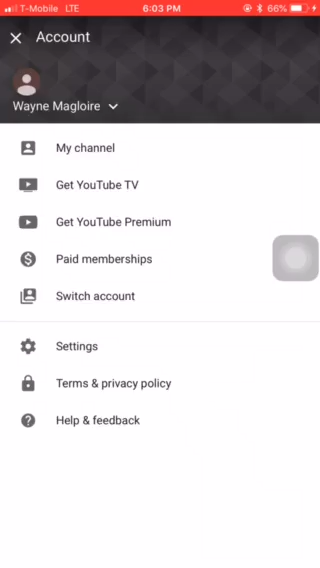 T-Mobile LTE 6:03 PM 66%
Account
Wayne Magloire
My channel
Get YouTube TV
Get YouTube Premium
Paid memberships
Switch account
Settings
Terms & privacy policy
Help & feedback